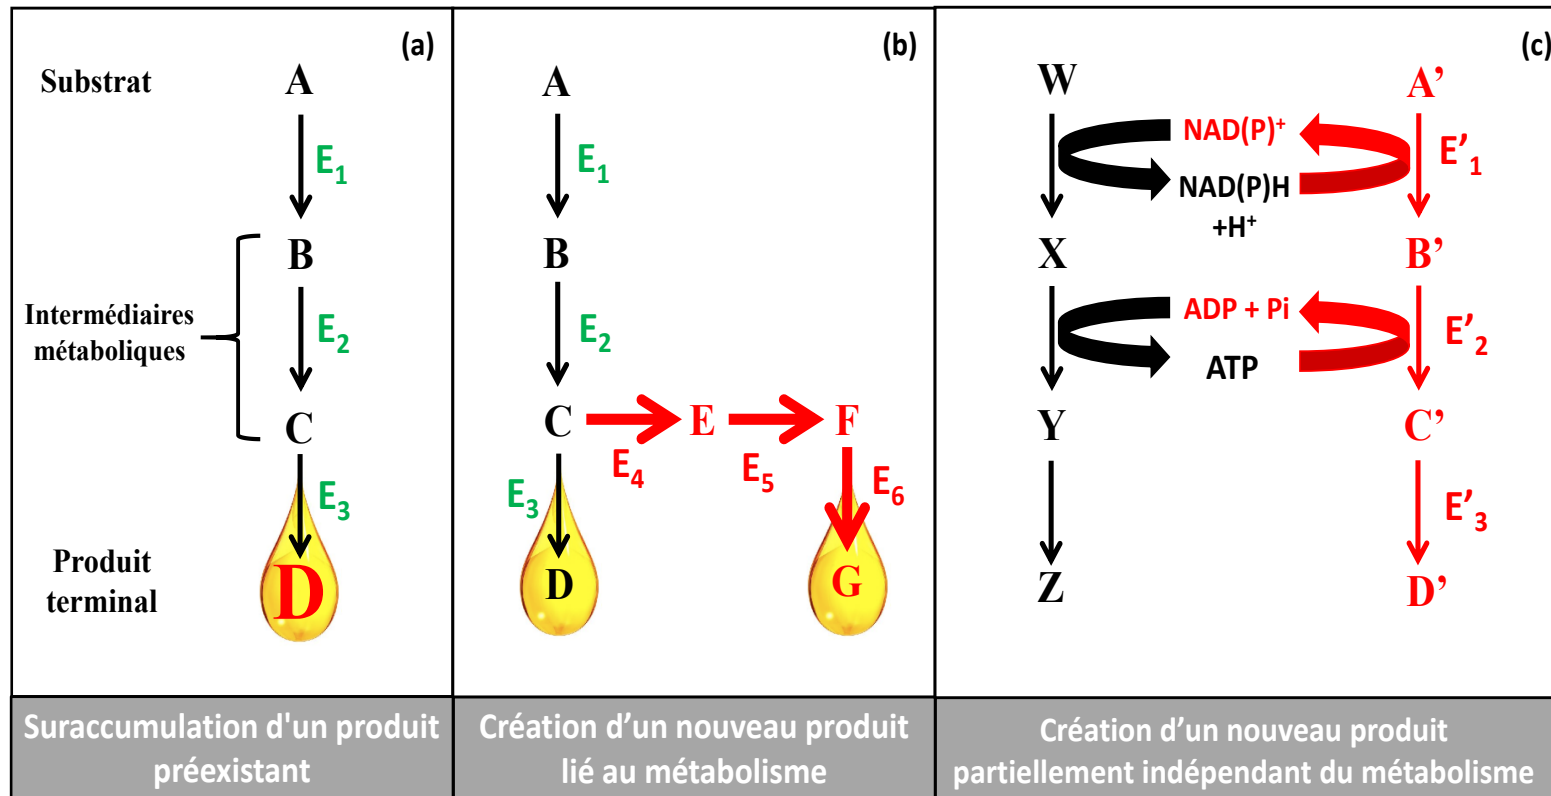 (a)
Substrat
A
E1
B
Intermédiaires
métaboliques
E2
C
E3
Produit
terminal
D
Suraccumulation d'un produit
préexistant
(b)
A
E1
B
E2
C E F
E4 E5 E6
E3
D G
Création d’un nouveau produit
lié au métabolisme
(c)
W A’
NAD(P)+
E’1
NAD(P)H
+H+
X B’
ADP + Pi
E’2
ATP
Y C’
E’3
Z D’
Création d’un nouveau produit
partiellement indépendant du métabolisme